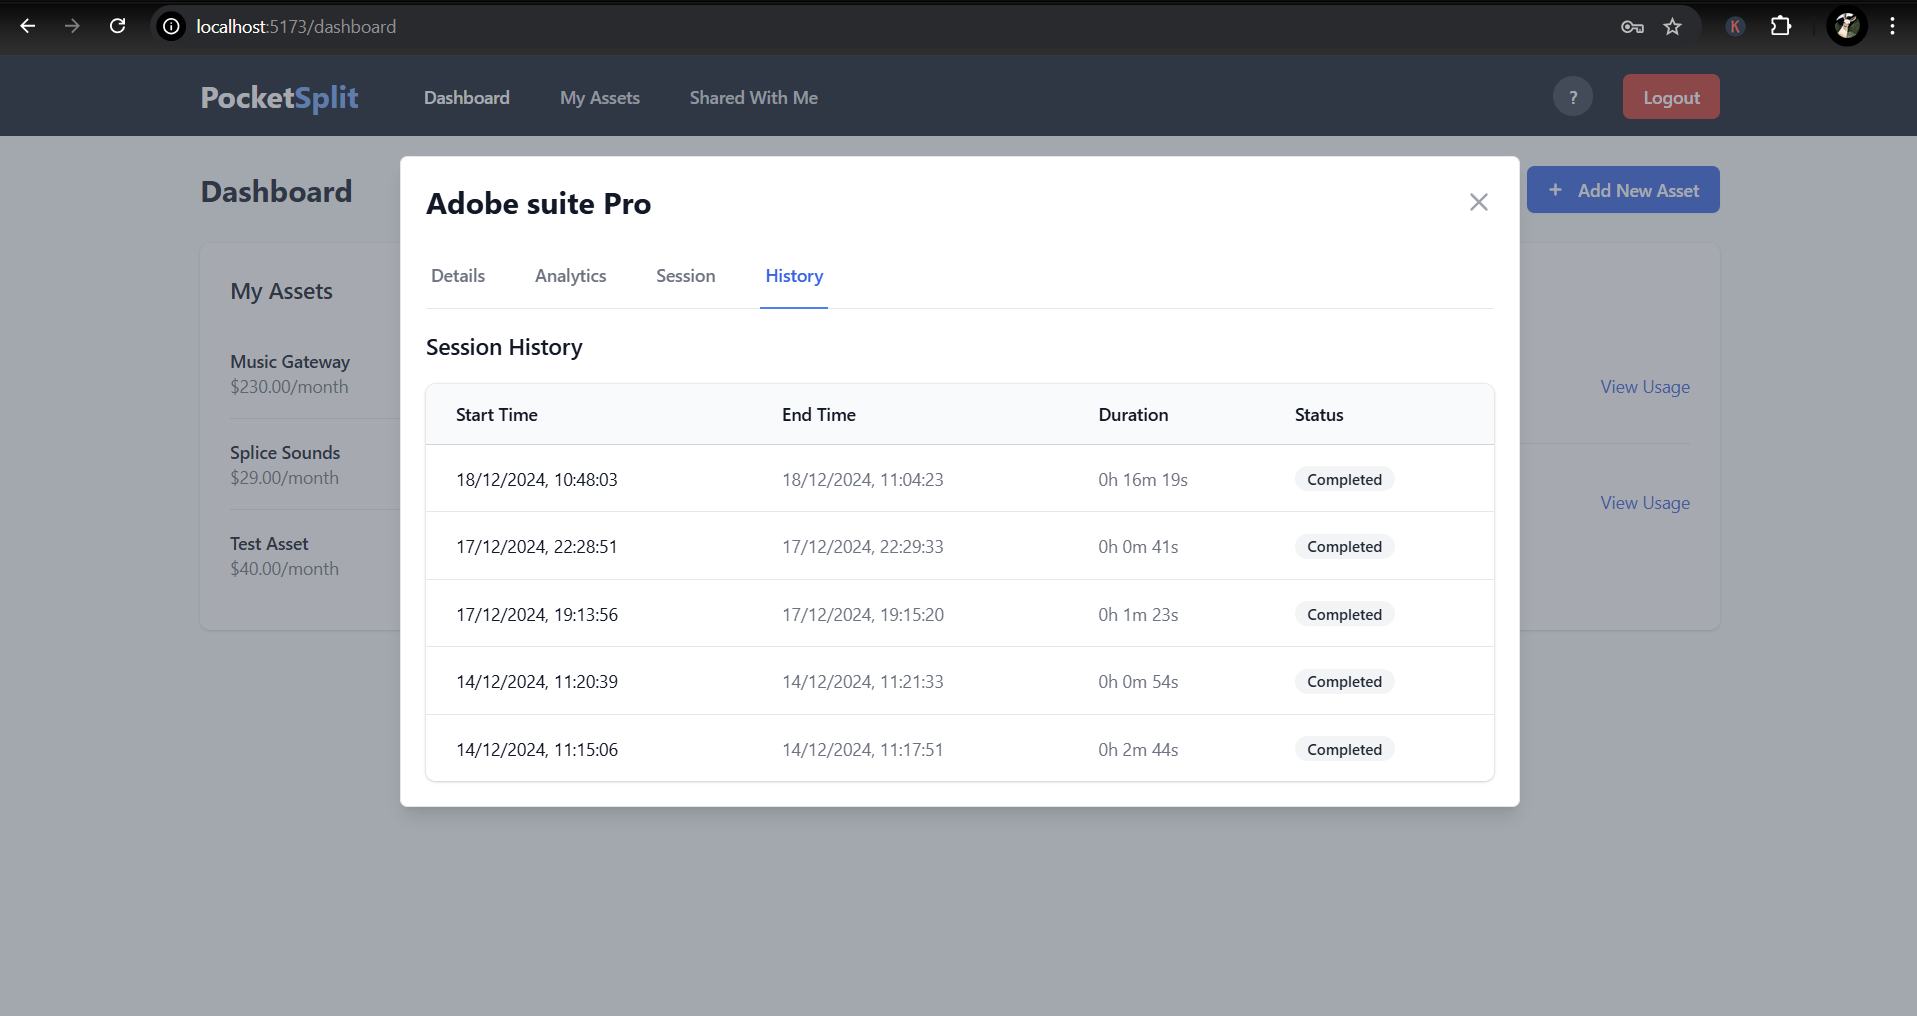 localhost:5173/dashboard
K
PocketSplit Dashboard My Assets Shared With Me ? Logout
Dashboard
+ Add New Asset
My Assets
Music Gateway
$230.00/month
Splice Sounds
$29.00/month
Test Asset
$40.00/month
View Usage
View Usage
Adobe suite Pro
Details Analytics Session History
Session History
Start Time End Time Duration Status
18/12/2024, 10:48:03 18/12/2024, 11:04:23 0h 16m 19s Completed
17/12/2024, 22:28:51 17/12/2024, 22:29:33 0h 0m 41s Completed
17/12/2024, 19:13:56 17/12/2024, 19:15:20 0h 1m 23s Completed
14/12/2024, 11:20:39 14/12/2024, 11:21:33 0h 0m 54s Completed
14/12/2024, 11:15:06 14/12/2024, 11:17:51 0h 2m 44s Completed